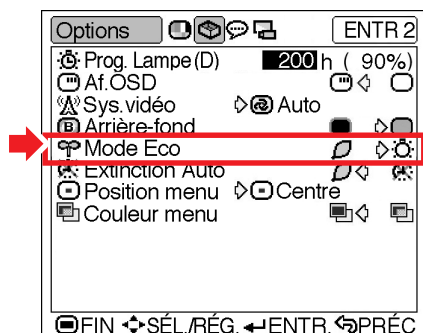 Options ENTR 2
Prog. Lampe (D) 200 h ( 90%)
Af.OSD
Sys.vidéo Auto
B Arrière-fond
Mode Eco
Extinction Auto
Position menu Centre
Couleur menu
FIN SÉL./RÉG. ENTR. PRÉC